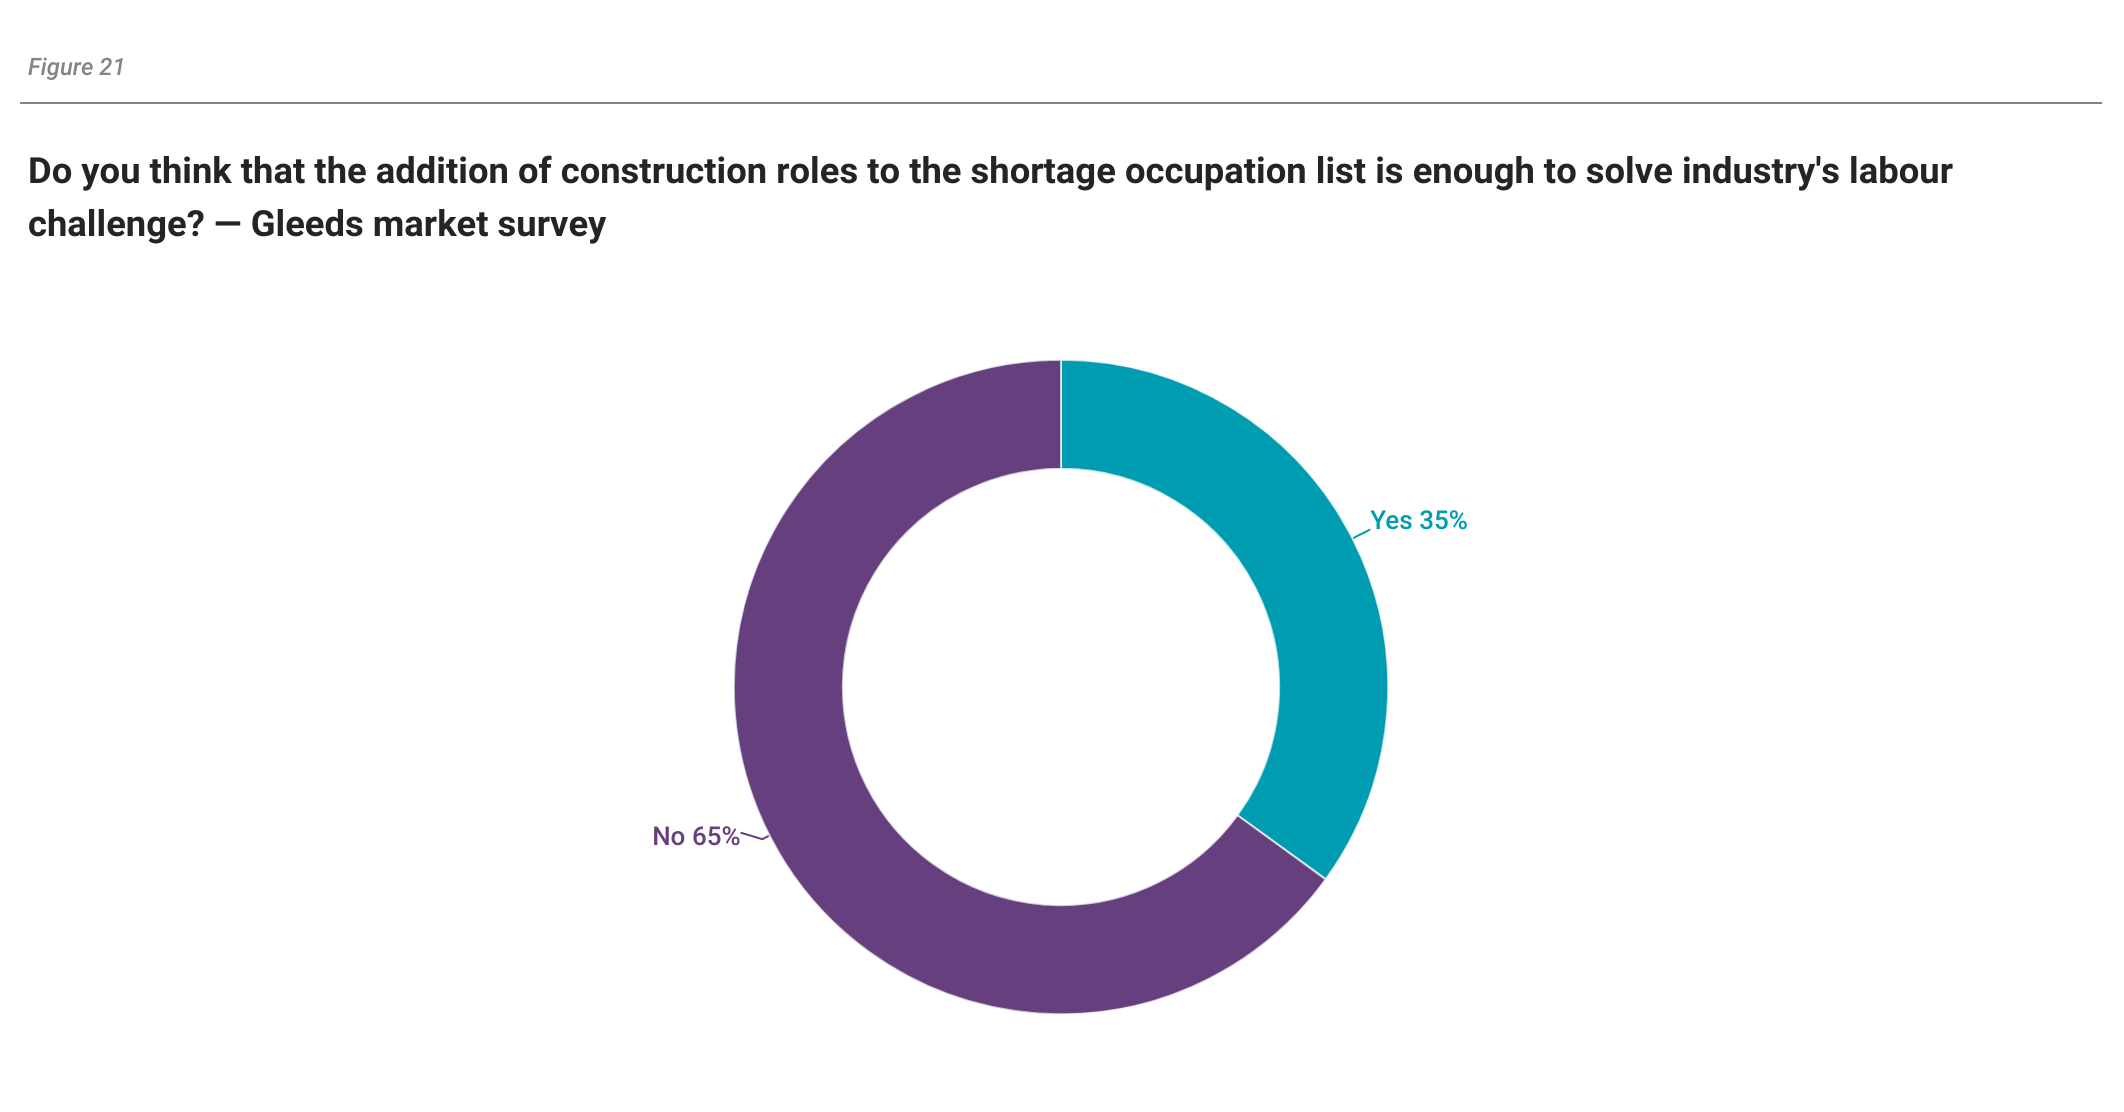 Figure 21
Do you think that the addition of construction roles to the shortage occupation list is enough to solve industry's labour
challenge? — Gleeds market survey
Yes 35%
No 65%